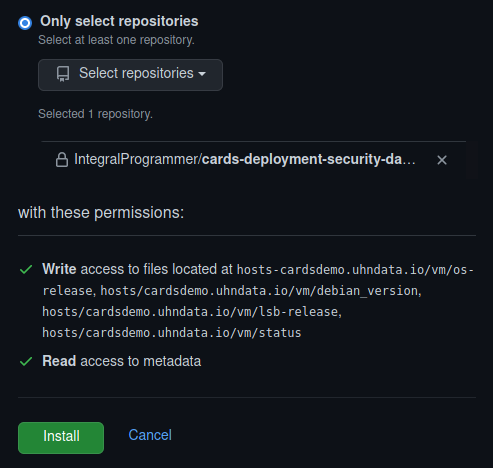 Only select repositories
Select at least one repository.
Select repositories
Selected 1 repository.
IntegralProgrammer/cards-deployment-security-da...
with these permissions:
Write access to files located at hosts-cardsdemo.uhndata.io/vm/os-
release, hosts/cardsdemo.uhndata.io/vm/debian_version,
hosts/cardsdemo.uhndata.io/vm/lsb-release,
hosts/cardsdemo.uhndata.io/vm/status
Read access to metadata
Install Cancel